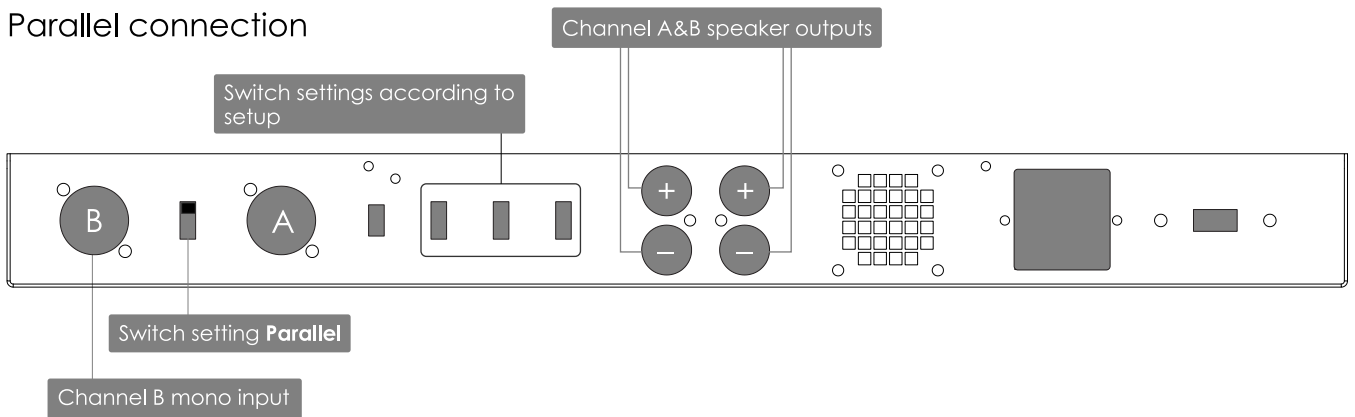 Parallel connection
Channel A&B speaker outputs
Switch settings according to
setup
B
A
+
+
–
–
Switch setting Parallel
Channel B mono input